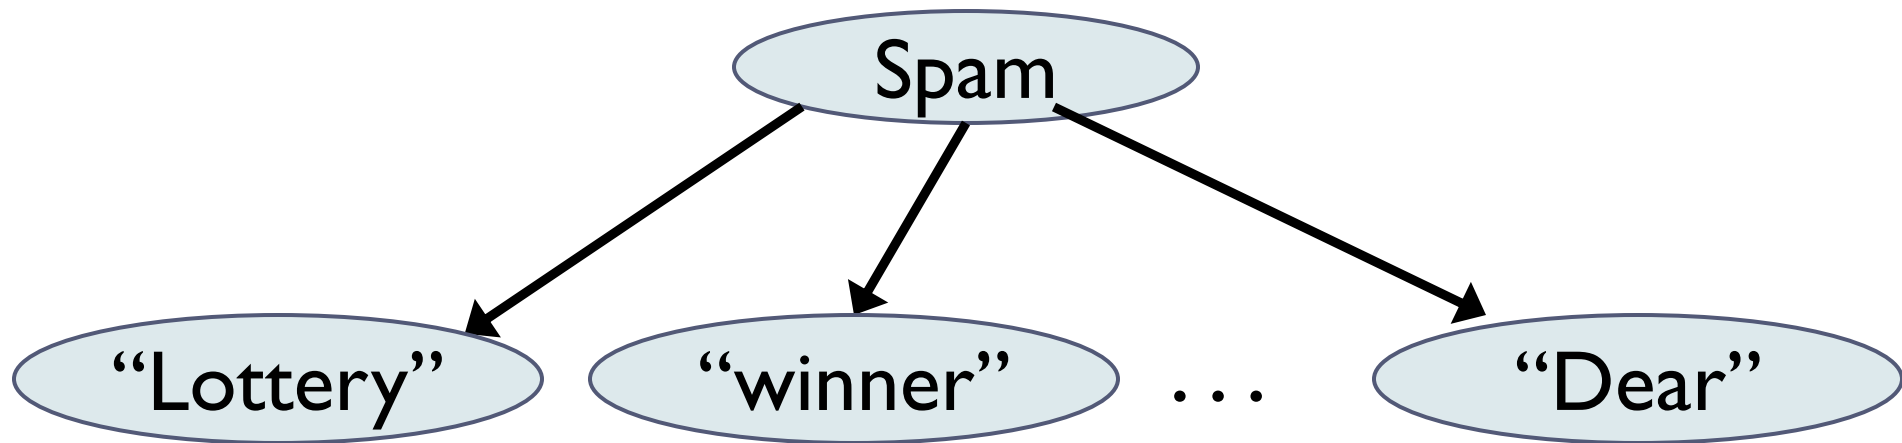 Spam
“Lottery” “winner” ... “Dear”